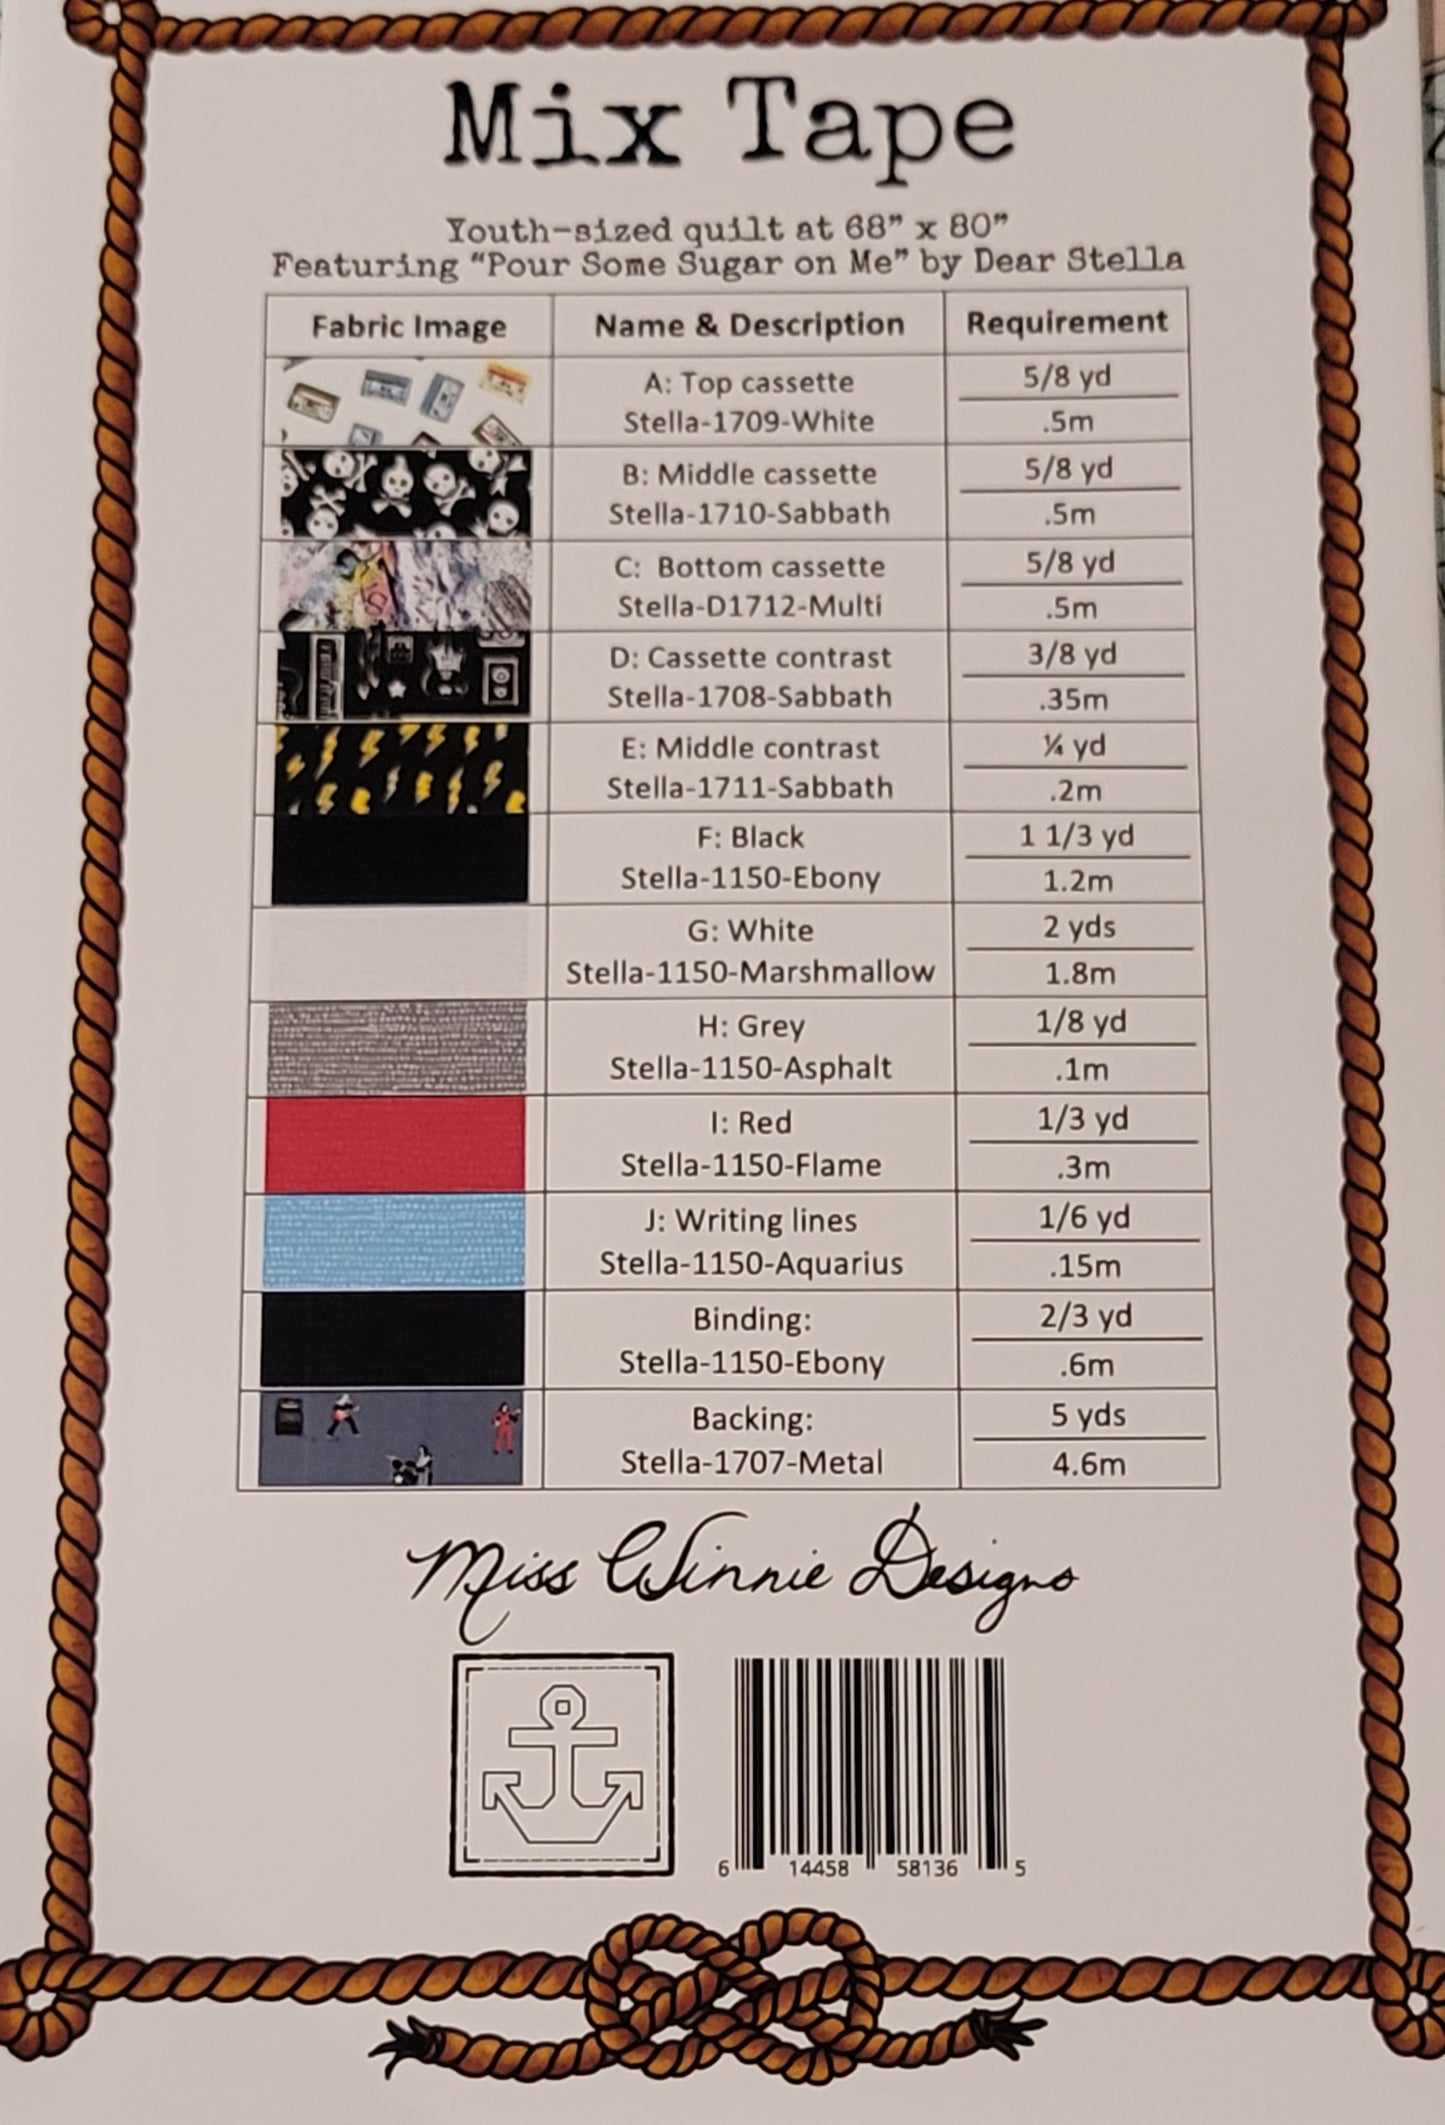 Mix Tape
Youth-sized quilt at 68” x 80”
Featuring “Pour Some Sugar on Me” by Dear Stella
Fabric Image Name & Description Requirement
A: Top cassette 5/8 yd
Stella-1709-White .5m
B: Middle cassette 5/8 yd
Stella-1710-Sabbath .5m
C: Bottom cassette 5/8 yd
Stella-D1712-Multi .5m
D: Cassette contrast 3/8 yd
Stella-1708-Sabbath .35m
E: Middle contrast ¼ yd
Stella-1711-Sabbath .2m
F: Black 1 1/3 yd
Stella-1150-Ebony 1.2m
G: White 2 yds
Stella-1150-Marshmallow 1.8m
H: Grey 1/8 yd
Stella-1150-Asphalt .1m
I: Red 1/3 yd
Stella-1150-Flame .3m
J: Writing lines 1/6 yd
Stella-1150-Aquarius .15m
Binding: 2/3 yd
Stella-1150-Ebony .6m
Backing: 5 yds
Stella-1707-Metal 4.6m
Miss Winnie Designs
6 14458 58136 5